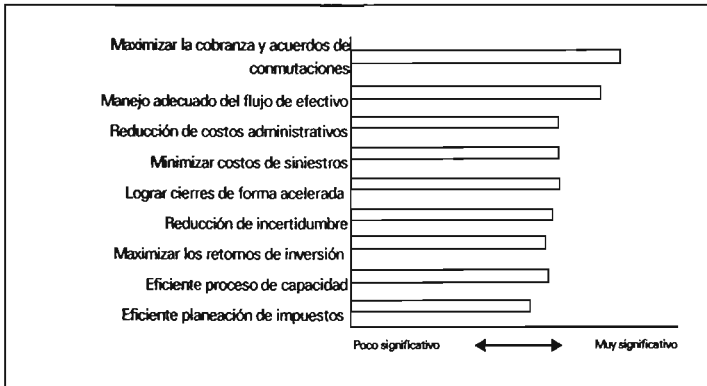 Maximizar la cobranza y acuerdos de
conmutaciones
Manejo adecuado del flujo de efectivo
Reducción de costos administrativos
Minimizar costos de siniestros
Lograr cierres de forma acelerada
Reducción de incertidumbre
Maximizar los retornos de inversión
Eficiente proceso de capacidad
Eficiente planeación de impuestos
Poco significativo Muy significativo